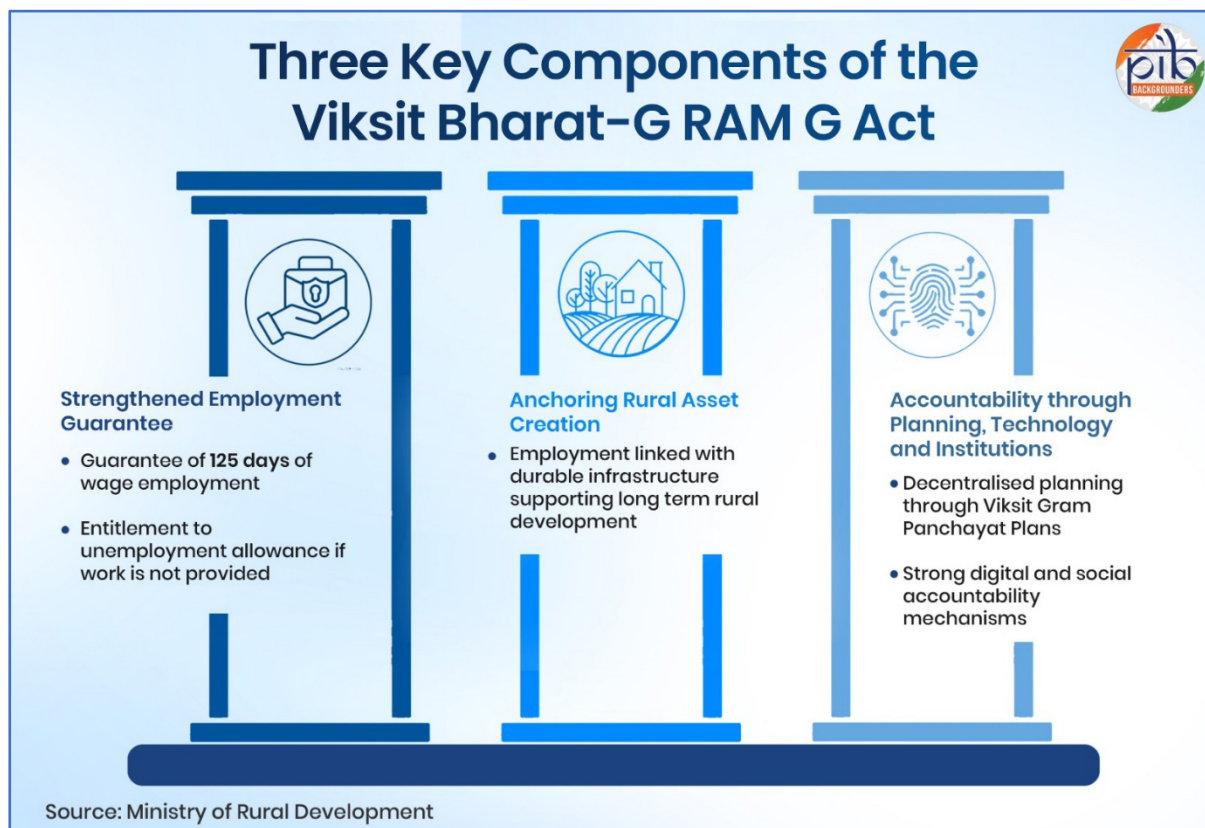 Three Key Components of the
Viksit Bharat-G RAM G Act
pib
BACKGROUNDERS
Strengthened Employment
Guarantee
• Guarantee of 125 days of
wage employment
• Entitlement to
unemployment allowance if
work is not provided
Anchoring Rural Asset
Creation
• Employment linked with
durable infrastructure
supporting long term rural
development
Accountability through
Planning, Technology
and Institutions
• Decentralised planning
through Viksit Gram
Panchayat Plans
• Strong digital and social
accountability
mechanisms
Source: Ministry of Rural Development